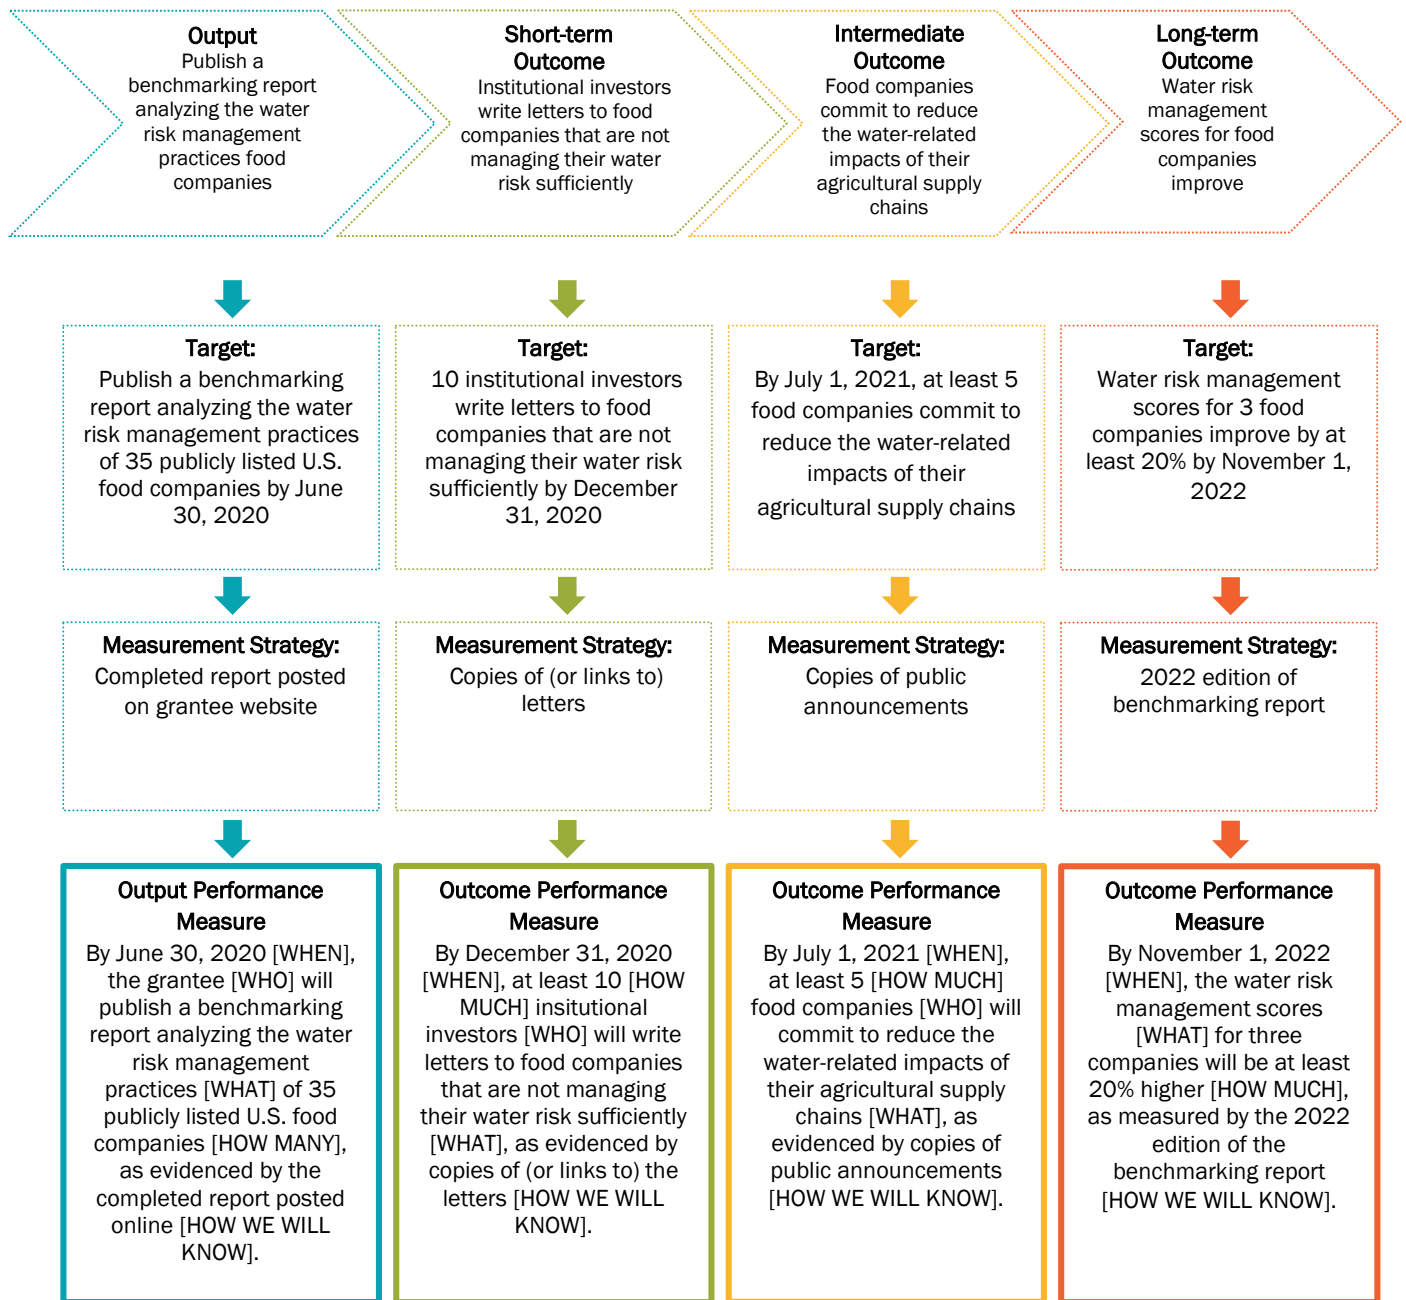 Output
Publish a
benchmarking report
analyzing the water
risk management
practices food
companies
Short-term
Outcome
Institutional investors
write letters to food
companies that are not
managing their water
risk sufficiently
Intermediate
Outcome
Food companies
commit to reduce
the water-related
impacts of their
agricultural supply
chains
Long-term
Outcome
Water risk
management
scores for food
companies
improve
Target:
Publish a benchmarking
report analyzing the water
risk management practices
of 35 publicly listed U.S.
food companies by June
30, 2020
Target:
10 institutional investors
write letters to food
companies that are not
managing their water risk
sufficiently by December
31, 2020
Target:
By July 1, 2021, at least 5
food companies commit to
reduce the water-related
impacts of their
agricultural supply chains
Target:
Water risk management
scores for 3 food
companies improve by at
least 20% by November 1,
2022
Measurement Strategy:
Completed report posted
on grantee website
Measurement Strategy:
Copies of (or links to)
letters
Measurement Strategy:
Copies of public
announcements
Measurement Strategy:
2022 edition of
benchmarking report
Output Performance
Measure
By June 30, 2020 [WHEN],
the grantee [WHO] will
publish a benchmarking
report analyzing the water
risk management
practices [WHAT] of 35
publicly listed U.S. food
companies [HOW MANY],
as evidenced by the
completed report posted
online [HOW WE WILL
KNOW].
Outcome Performance
Measure
By December 31, 2020
[WHEN], at least 10 [HOW
MUCH] insitutional
investors [WHO] will write
letters to food companies
that are not managing
their water risk sufficiently
[WHAT], as evidenced by
copies of (or links to) the
letters [HOW WE WILL
KNOW].
Outcome Performance
Measure
By July 1, 2021 [WHEN],
at least 5 [HOW MUCH]
food companies [WHO] will
commit to reduce the
water-related impacts of
their agricultural supply
chains [WHAT], as
evidenced by copies of
public announcements
[HOW WE WILL KNOW].
Outcome Performance
Measure
By November 1, 2022
[WHEN], the water risk
management scores
[WHAT] for three
companies will be at least
20% higher [HOW MUCH],
as measured by the 2022
edition of the
benchmarking report
[HOW WE WILL KNOW].